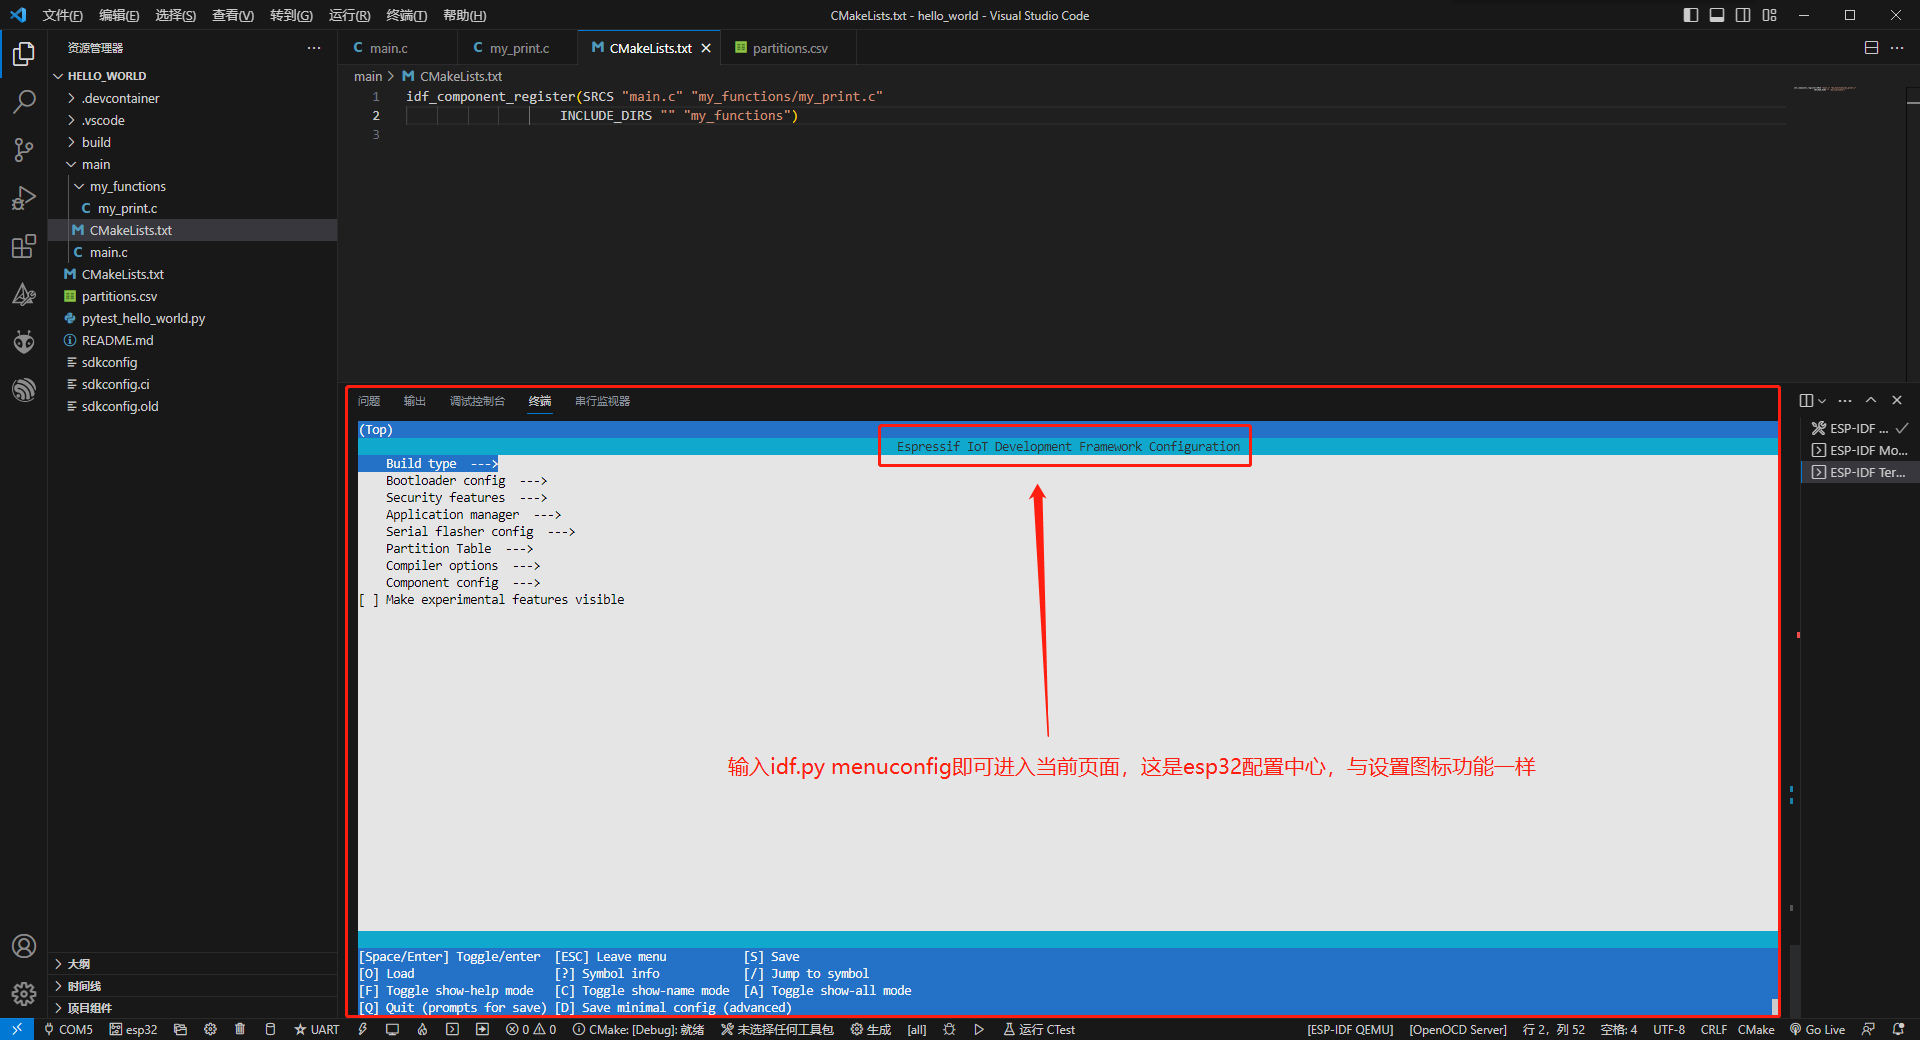 文件(F) 编辑(E) 选择(S) 查看(V) 转到(G) 运行(R) 终端(T) 帮助(H)
CMakeLists.txt - hello_world - Visual Studio Code
资源管理器
HELLO_WORLD
.devcontainer
.vscode
build
main
my_functions
my_print.c
CMakeLists.txt
main.c
CMakeLists.txt
partitions.csv
pytest_hello_world.py
README.md
sdkconfig
sdkconfig.ci
sdkconfig.old
大纲
时间线
项目组件
main.c my_print.c CMakeLists.txt partitions.csv
main > CMakeLists.txt
1 idf_component_register(SRCS "main.c" "my_functions/my_print.c"
2 INCLUDE_DIRS "" "my_functions")
3
问题 输出 调试控制台 终端 串行监视器
(Top)
Espressif IoT Development Framework Configuration
Build type --->
Bootloader config --->
Security features --->
Application manager --->
Serial flasher config --->
Partition Table --->
Compiler options --->
Component config --->
[ ] Make experimental features visible
输入idf.py menuconfig即可进入当前页面，这是esp32配置中心，与设置图标功能一样
[Space/Enter] Toggle/enter [ESC] Leave menu [S] Save
[O] Load [?] Symbol info [/] Jump to symbol
[F] Toggle show-help mode [C] Toggle show-name mode [A] Toggle show-all mode
[Q] Quit (prompts for save) [D] Save minimal config (advanced)
ESP-IDF ...
ESP-IDF Mo...
ESP-IDF Ter...
COM5 esp32 UART 0 0 CMake: [Debug]: 就绪 未选择任何工具包 生成 [all] 运行 CTest [ESP-IDF QEMU] [OpenOCD Server] 行 2，列 52 空格: 4 UTF-8 CRLF CMake Go Live